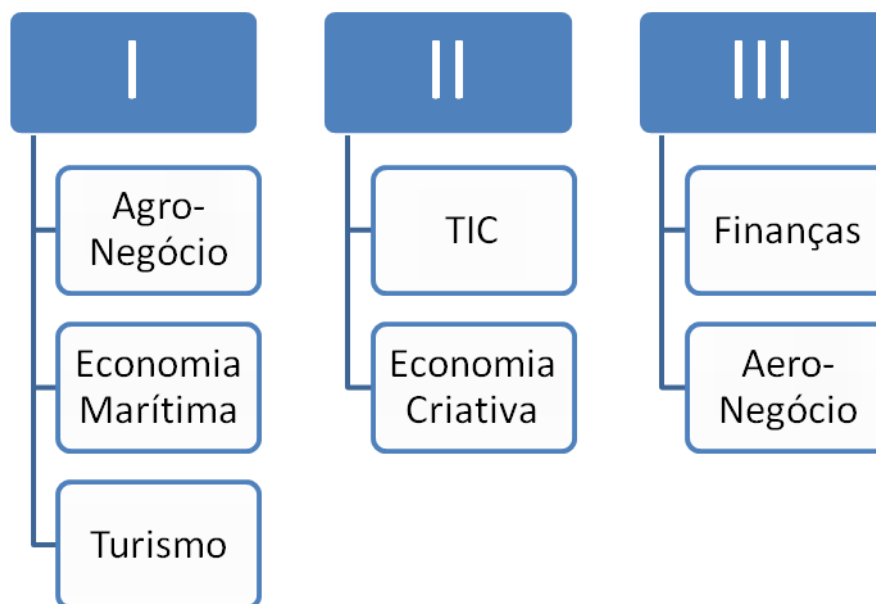 I
Agro-
Negócio
Economia
Marítima
Turismo
II
TIC
Economia
Criativa
III
Finanças
Aero-
Negócio